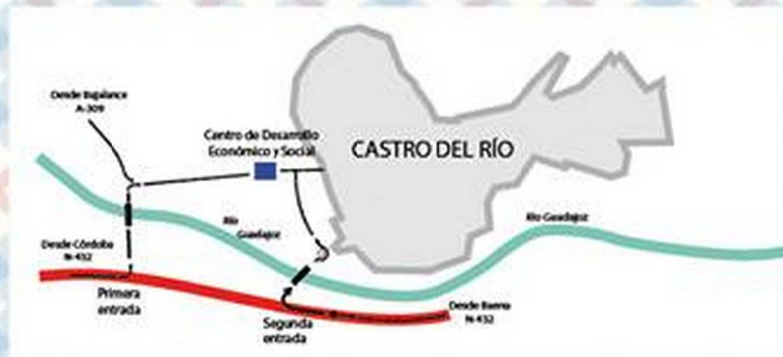 Desde Bujalance
A-309
Centro de Desarrollo
Económico y Social
CASTRO DEL RÍO
Río
Guadajoz
Río Guadajoz
Desde Córdoba
N-432
Primera
entrada
Segunda
entrada
Desde Baena
N-432